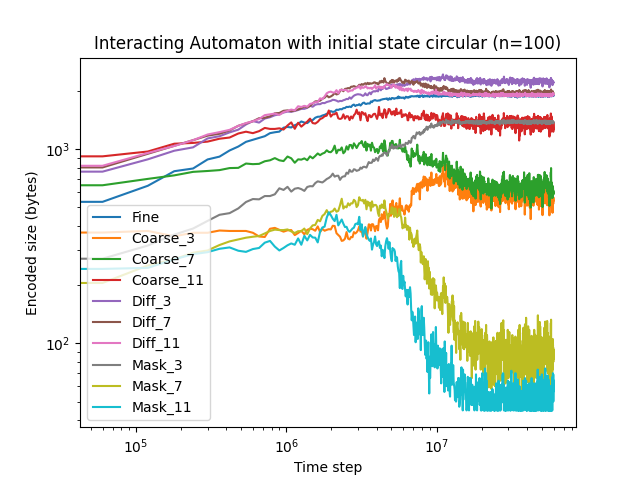 Interacting Automaton with initial state circular (n=100)
Encoded size (bytes)
10³
10²
Fine
Coarse_3
Coarse_7
Coarse_11
Diff_3
Diff_7
Diff_11
Mask_3
Mask_7
Mask_11
10⁵ 10⁶ 10⁷
Time step